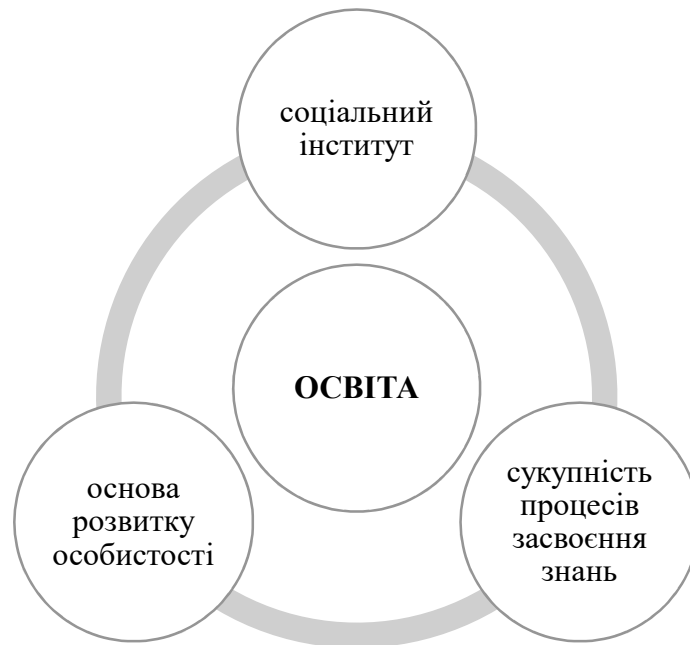 соціальний
інститут
ОСВІТА
основа
розвитку
особистості
сукупність
процесів
засвоєння
знань